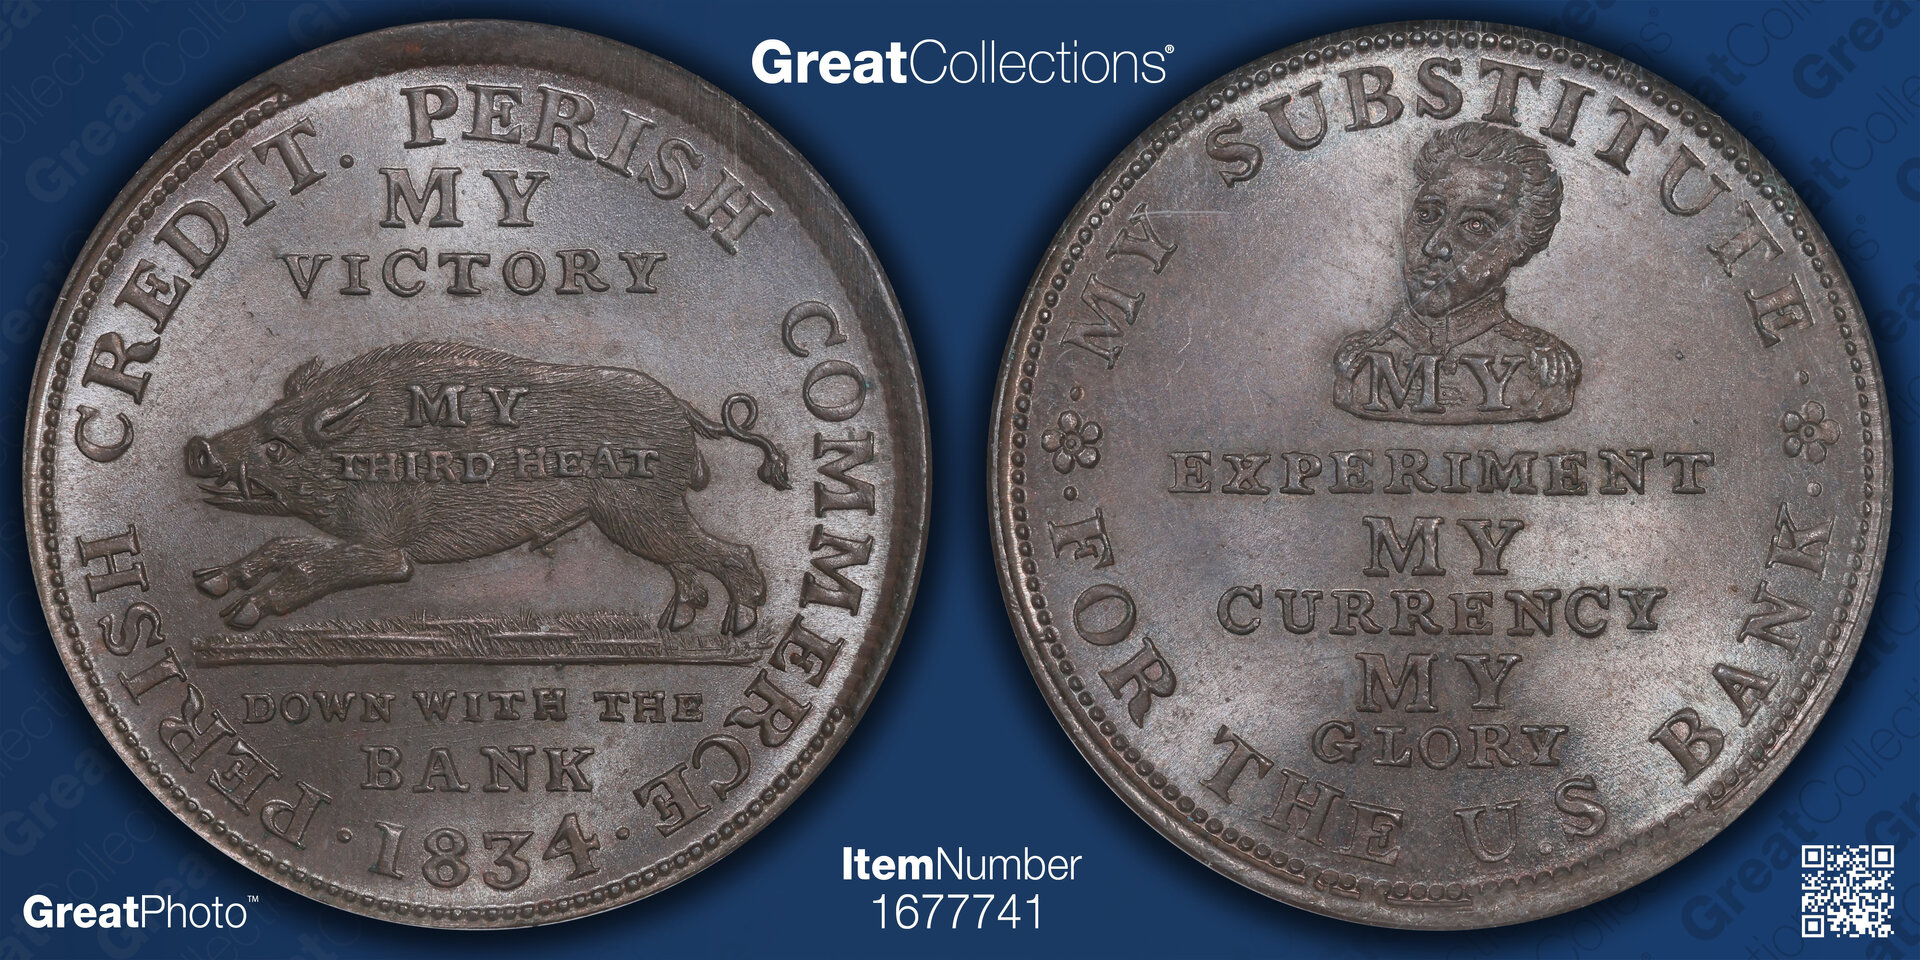 GreatCollections®
PERISH CREDIT. PERISH COMMERCE
MY
VICTORY
MY
THIRD HEAT
DOWN WITH THE
BANK
· 1834 ·
MY SUBSTITUTE
FOR THE U.S BANK
MY
EXPERIMENT
MY
CURRENCY
MY
GLORY
ItemNumber
1677741
GreatPhoto™